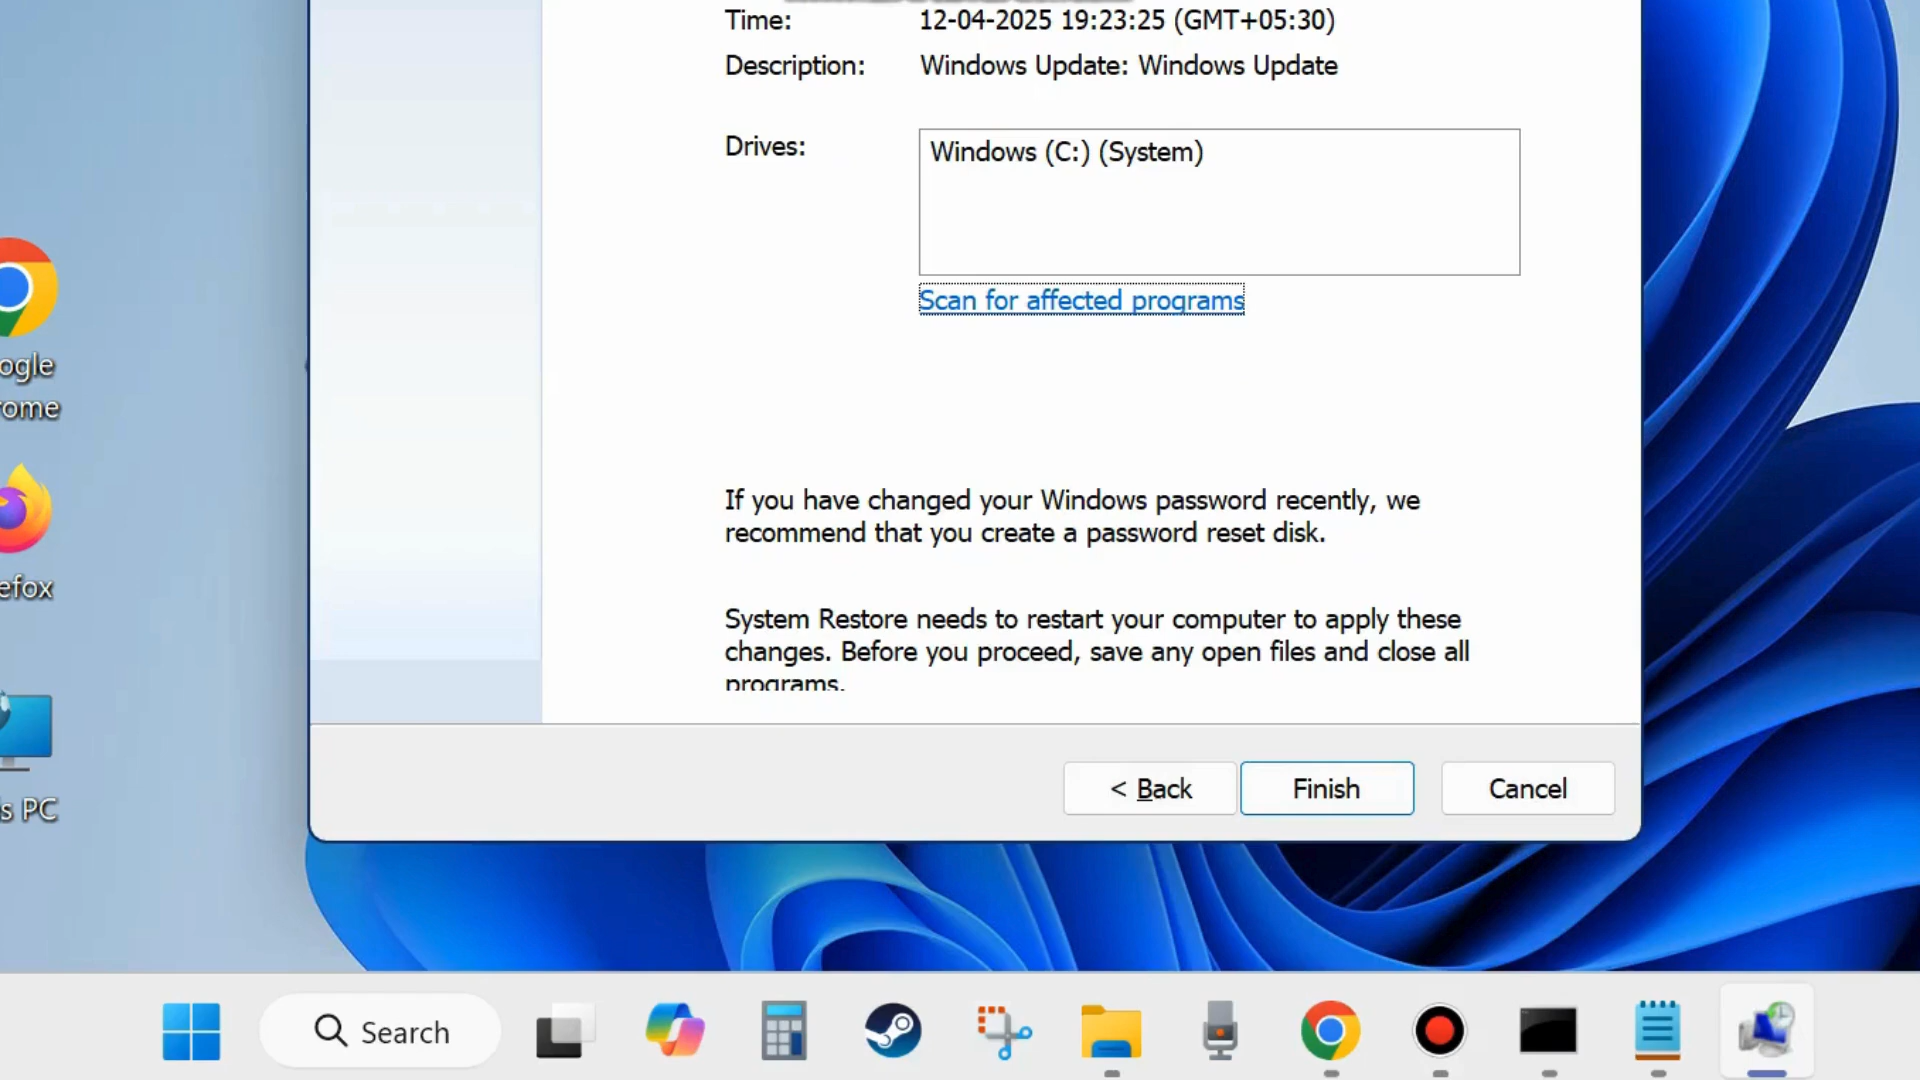 Time: 12-04-2025 19:23:25 (GMT+05:30)
Description: Windows Update: Windows Update
Drives: Windows (C:) (System)
Scan for affected programs
ogle
rome
If you have changed your Windows password recently, we
recommend that you create a password reset disk.
efox
System Restore needs to restart your computer to apply these
changes. Before you proceed, save any open files and close all
programs.
< Back Finish Cancel
s PC
Search